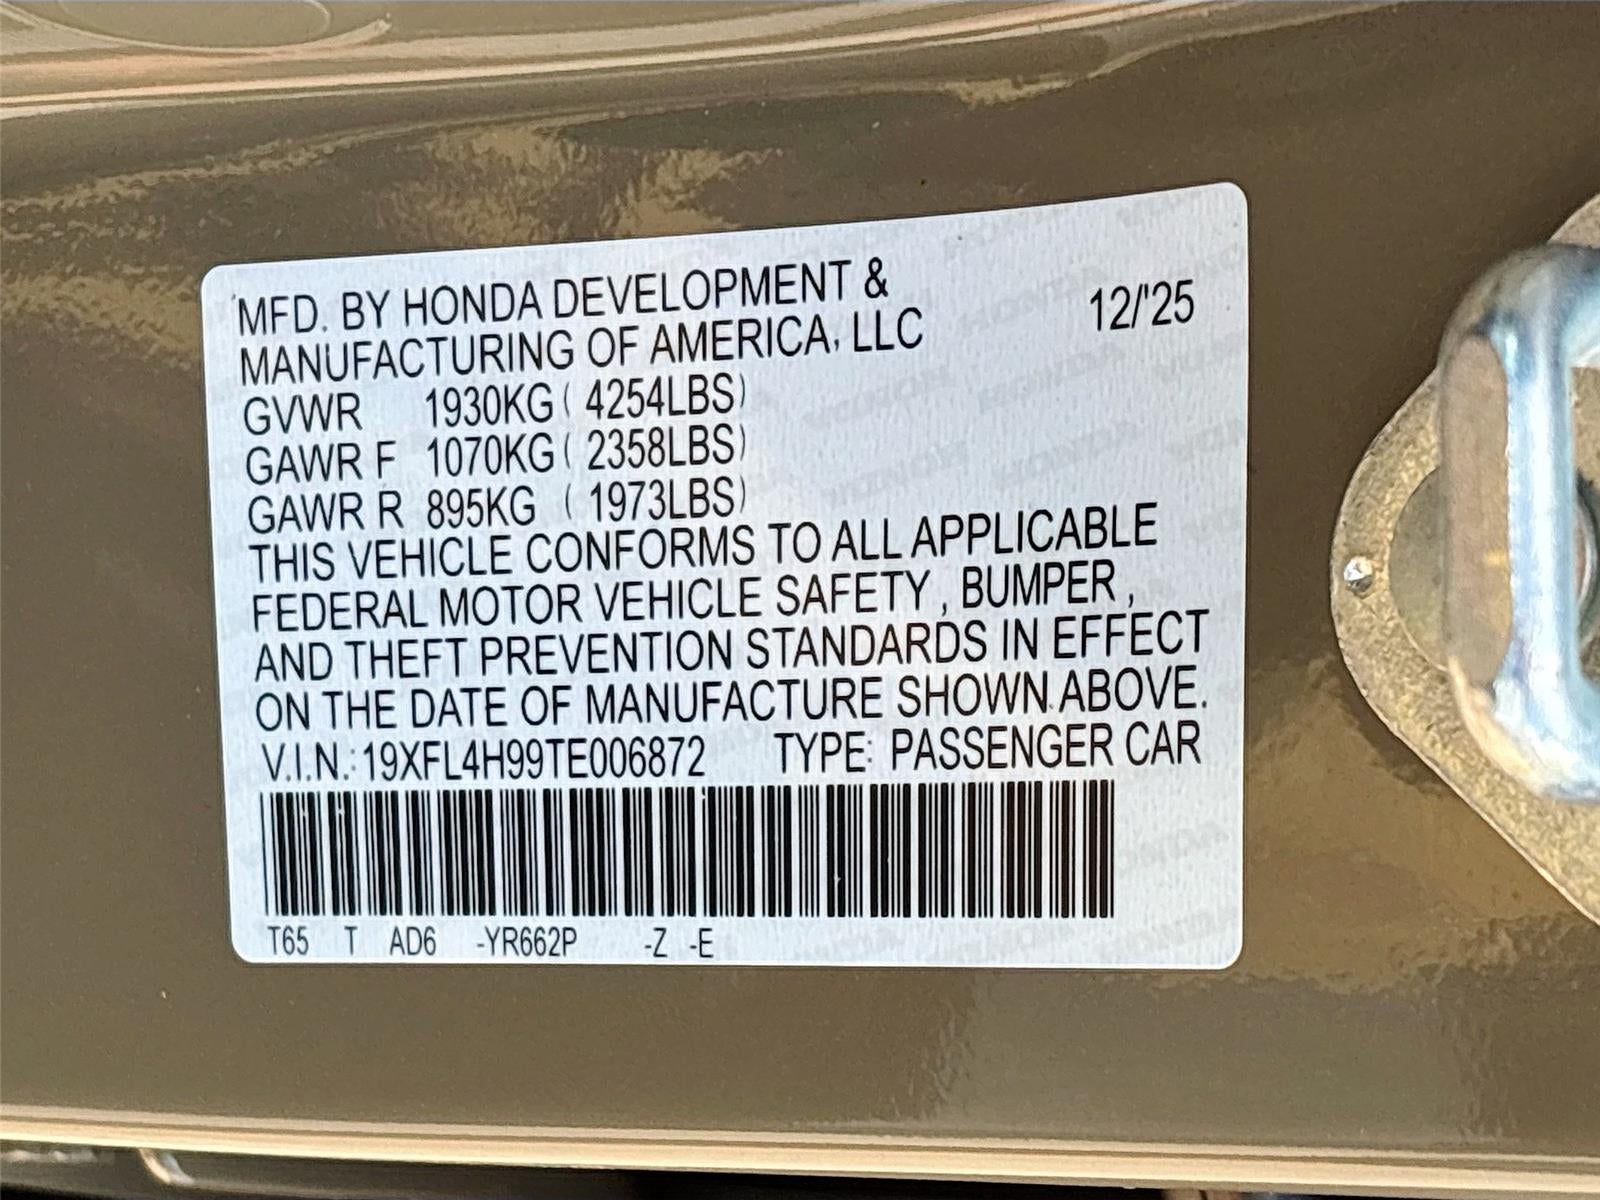 MFD. BY HONDA DEVELOPMENT &
MANUFACTURING OF AMERICA, LLC 12/'25
GVWR 1930KG ( 4254LBS)
GAWR F 1070KG ( 2358LBS)
GAWR R 895KG ( 1973LBS)
THIS VEHICLE CONFORMS TO ALL APPLICABLE
FEDERAL MOTOR VEHICLE SAFETY , BUMPER ,
AND THEFT PREVENTION STANDARDS IN EFFECT
ON THE DATE OF MANUFACTURE SHOWN ABOVE.
V.I.N.: 19XFL4H99TE006872 TYPE: PASSENGER CAR
T65 T AD6 -YR662P -Z -E